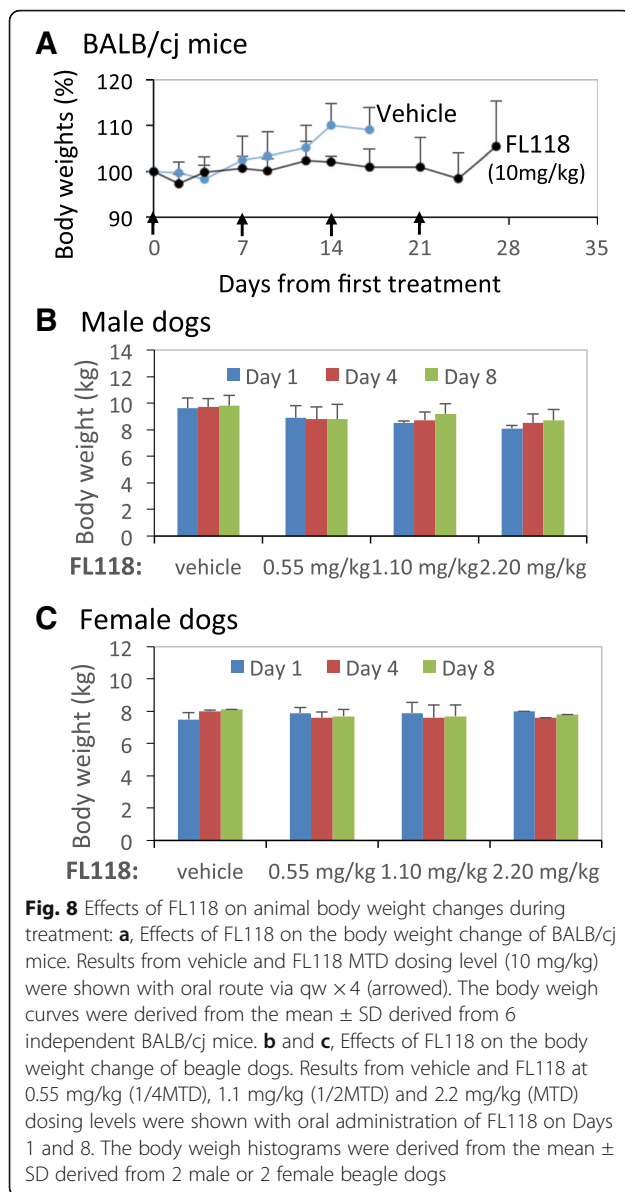 A BALB/cj mice
120
110
100
90
Body weights (%)
Vehicle
FL118
(10mg/kg)
0 7 14 21 28 35
Days from first treatment
B Male dogs
14
12
10
8
6
4
2
0
Body weight (kg)
Day 1 Day 4 Day 8
FL118: vehicle 0.55 mg/kg 1.10 mg/kg 2.20 mg/kg
C Female dogs
12
10
8
6
4
2
0
Body weight (kg)
Day 1 Day 4 Day 8
FL118: vehicle 0.55 mg/kg 1.10 mg/kg 2.20 mg/kg
Fig. 8 Effects of FL118 on animal body weight changes during
treatment: a, Effects of FL118 on the body weight change of BALB/cj
mice. Results from vehicle and FL118 MTD dosing level (10 mg/kg)
were shown with oral route via qw × 4 (arrowed). The body weigh
curves were derived from the mean ± SD derived from 6
independent BALB/cj mice. b and c, Effects of FL118 on the body
weight change of beagle dogs. Results from vehicle and FL118 at
0.55 mg/kg (1/4MTD), 1.1 mg/kg (1/2MTD) and 2.2 mg/kg (MTD)
dosing levels were shown with oral administration of FL118 on Days
1 and 8. The body weigh histograms were derived from the mean ±
SD derived from 2 male or 2 female beagle dogs